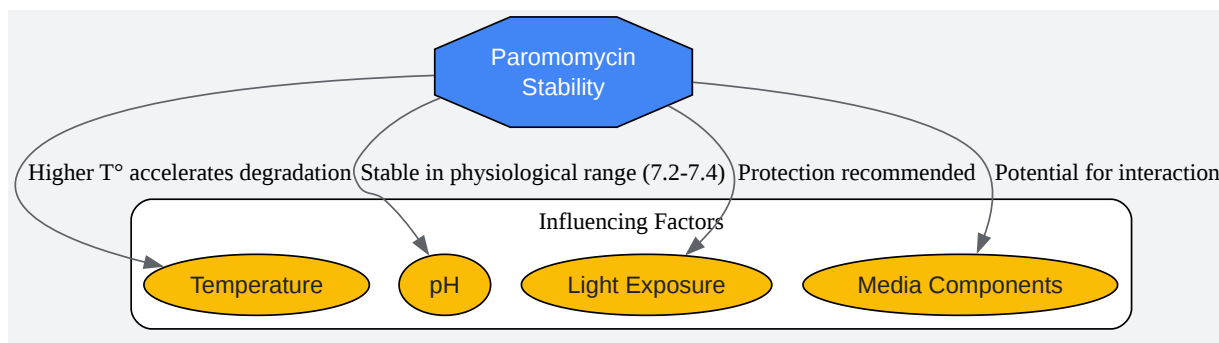 Paromomycin
Stability
Higher T° accelerates degradation
Stable in physiological range (7.2-7.4)
Protection recommended
Potential for interaction
Influencing Factors
Temperature
pH
Light Exposure
Media Components